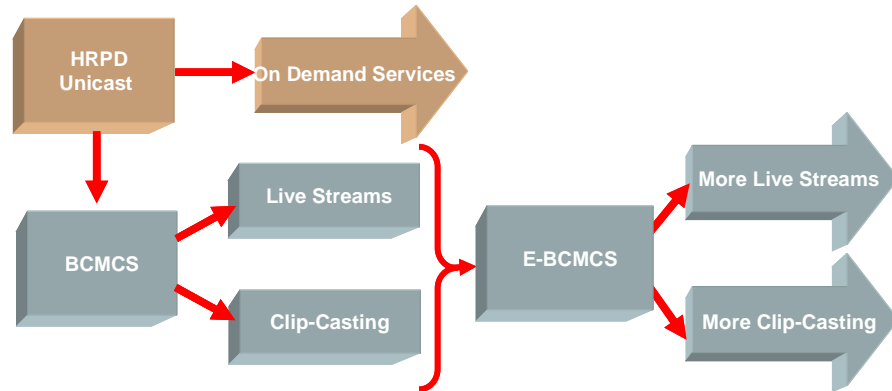 HRPD
Unicast
On Demand Services
Live Streams
BCMCS
Clip-Casting
E-BCMCS
More Live Streams
More Clip-Casting